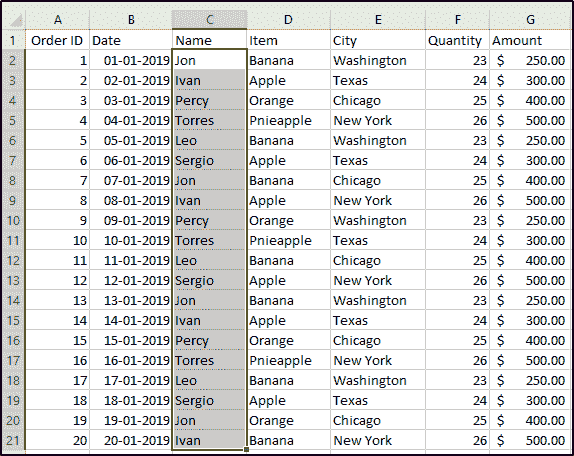 A B C D E F G
1 Order ID Date Name Item City Quantity Amount
2 1 01-01-2019 Jon Banana Washington 23 $ 250.00
3 2 02-01-2019 Ivan Apple Texas 24 $ 300.00
4 3 03-01-2019 Percy Orange Chicago 25 $ 400.00
5 4 04-01-2019 Torres Pnieapple New York 26 $ 500.00
6 5 05-01-2019 Leo Banana Washington 23 $ 250.00
7 6 06-01-2019 Sergio Apple Texas 24 $ 300.00
8 7 07-01-2019 Jon Banana Chicago 25 $ 400.00
9 8 08-01-2019 Ivan Apple New York 26 $ 500.00
10 9 09-01-2019 Percy Orange Washington 23 $ 250.00
11 10 10-01-2019 Torres Pnieapple Texas 24 $ 300.00
12 11 11-01-2019 Leo Banana Chicago 25 $ 400.00
13 12 12-01-2019 Sergio Apple New York 26 $ 500.00
14 13 13-01-2019 Jon Banana Washington 23 $ 250.00
15 14 14-01-2019 Ivan Apple Texas 24 $ 300.00
16 15 15-01-2019 Percy Orange Chicago 25 $ 400.00
17 16 16-01-2019 Torres Pnieapple New York 26 $ 500.00
18 17 17-01-2019 Leo Banana Washington 23 $ 250.00
19 18 18-01-2019 Sergio Apple Texas 24 $ 300.00
20 19 19-01-2019 Jon Orange Chicago 25 $ 400.00
21 20 20-01-2019 Ivan Banana New York 26 $ 500.00